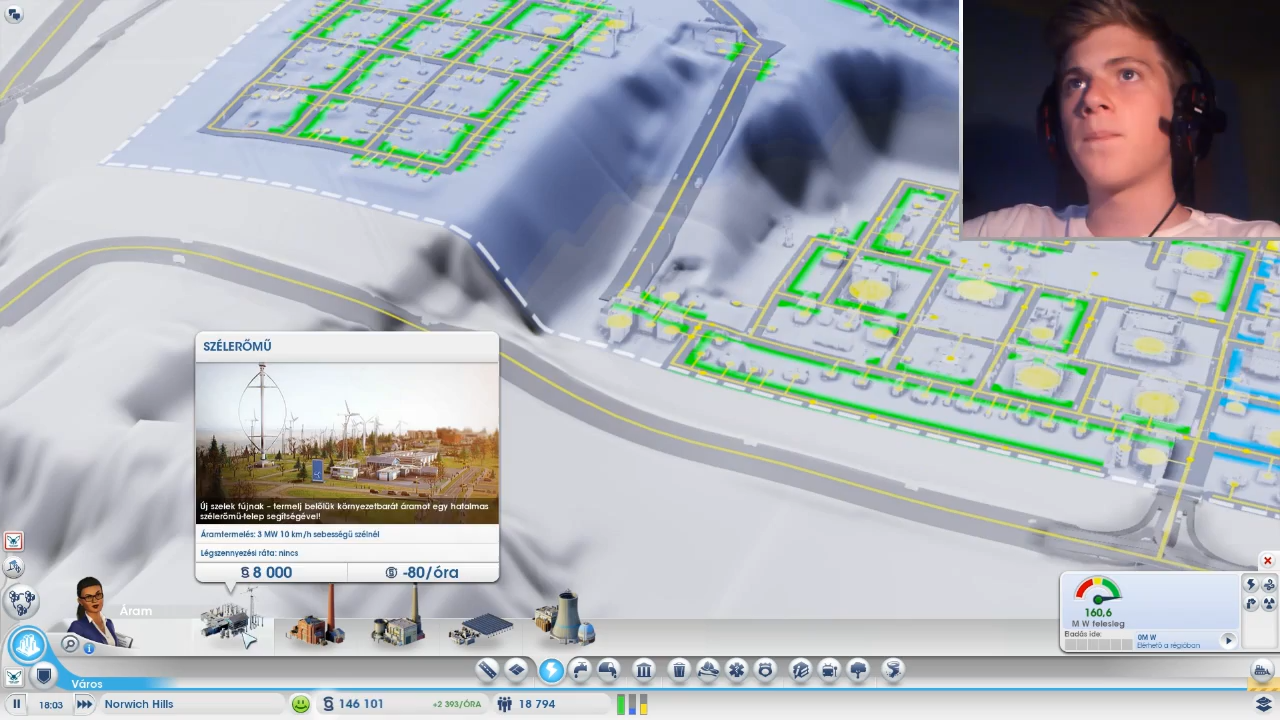 SZÉLERŐMŰ
Új szelek fújnak - termelj belőlük környezetbarát áramot egy hatalmas
szélerőmű-telep segítségével!
Áramtermelés: 3 MW 10 km/h sebességű szélnél
Légszennyezési ráta: nincs
8 000
-80/óra
Áram
160,6
M W felesleg
Eladás ide:
0M W
Elérhető a régióban
Város
18:03
Norwich Hills
146 101
+2 393/ÓRA
18 794